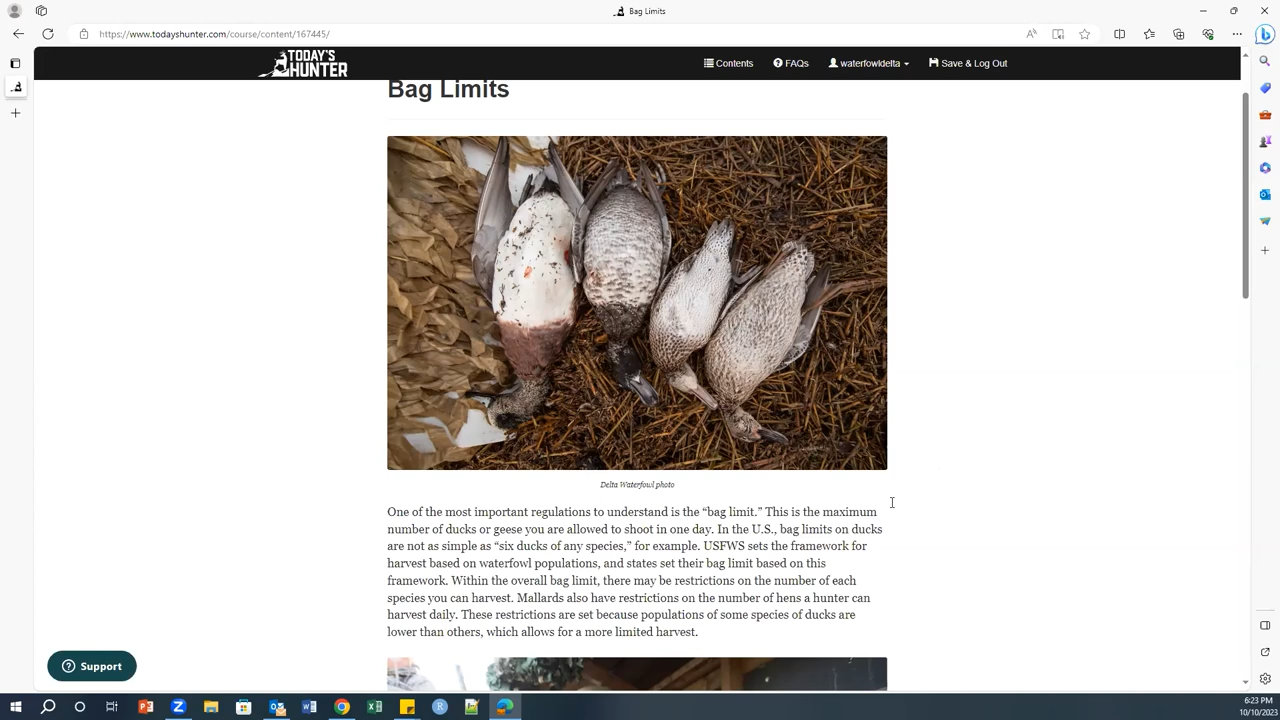 Bag Limits
https://www.todayshunter.com/course/content/167445/
TODAY'S
HUNTER
Contents
FAQs
waterfowldelta
Save & Log Out
Bag Limits
Delta Waterfowl photo
One of the most important regulations to understand is the “bag limit.” This is the maximum
number of ducks or geese you are allowed to shoot in one day. In the U.S., bag limits on ducks
are not as simple as “six ducks of any species,” for example. USFWS sets the framework for
harvest based on waterfowl populations, and states set their bag limit based on this
framework. Within the overall bag limit, there may be restrictions on the number of each
species you can harvest. Mallards also have restrictions on the number of hens a hunter can
harvest daily. These restrictions are set because populations of some species of ducks are
lower than others, which allows for a more limited harvest.
Support
6:23 PM
10/10/2023